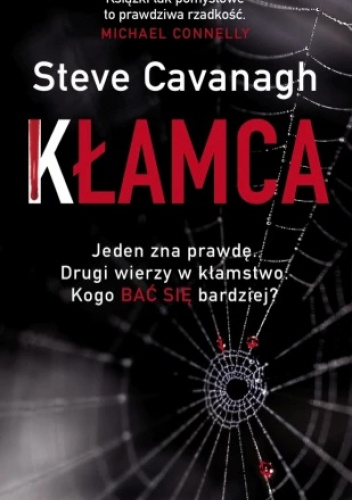 Książki tak pomysłowe
to prawdziwa rzadkość.
MICHAEL CONNELLY
Steve Cavanagh
KŁAMCA
Jeden zna prawdę.
Drugi wierzy w kłamstwo.
Kogo BAĆ SIĘ bardziej?